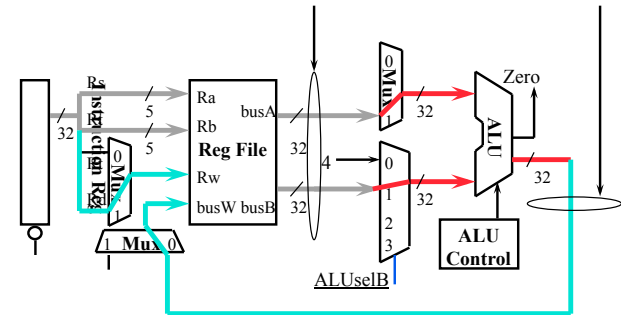 Rs
Rt
Rt
Rd
Instruction Reg
32
5
5
0
Mux
1
1 Mux 0
Ra
Rb
Reg File
Rw
busW busB
busA
32
32
4
0
Mux
1
32
0
1
2
3
32
ALUselB
Zero
ALU
32
ALU
Control